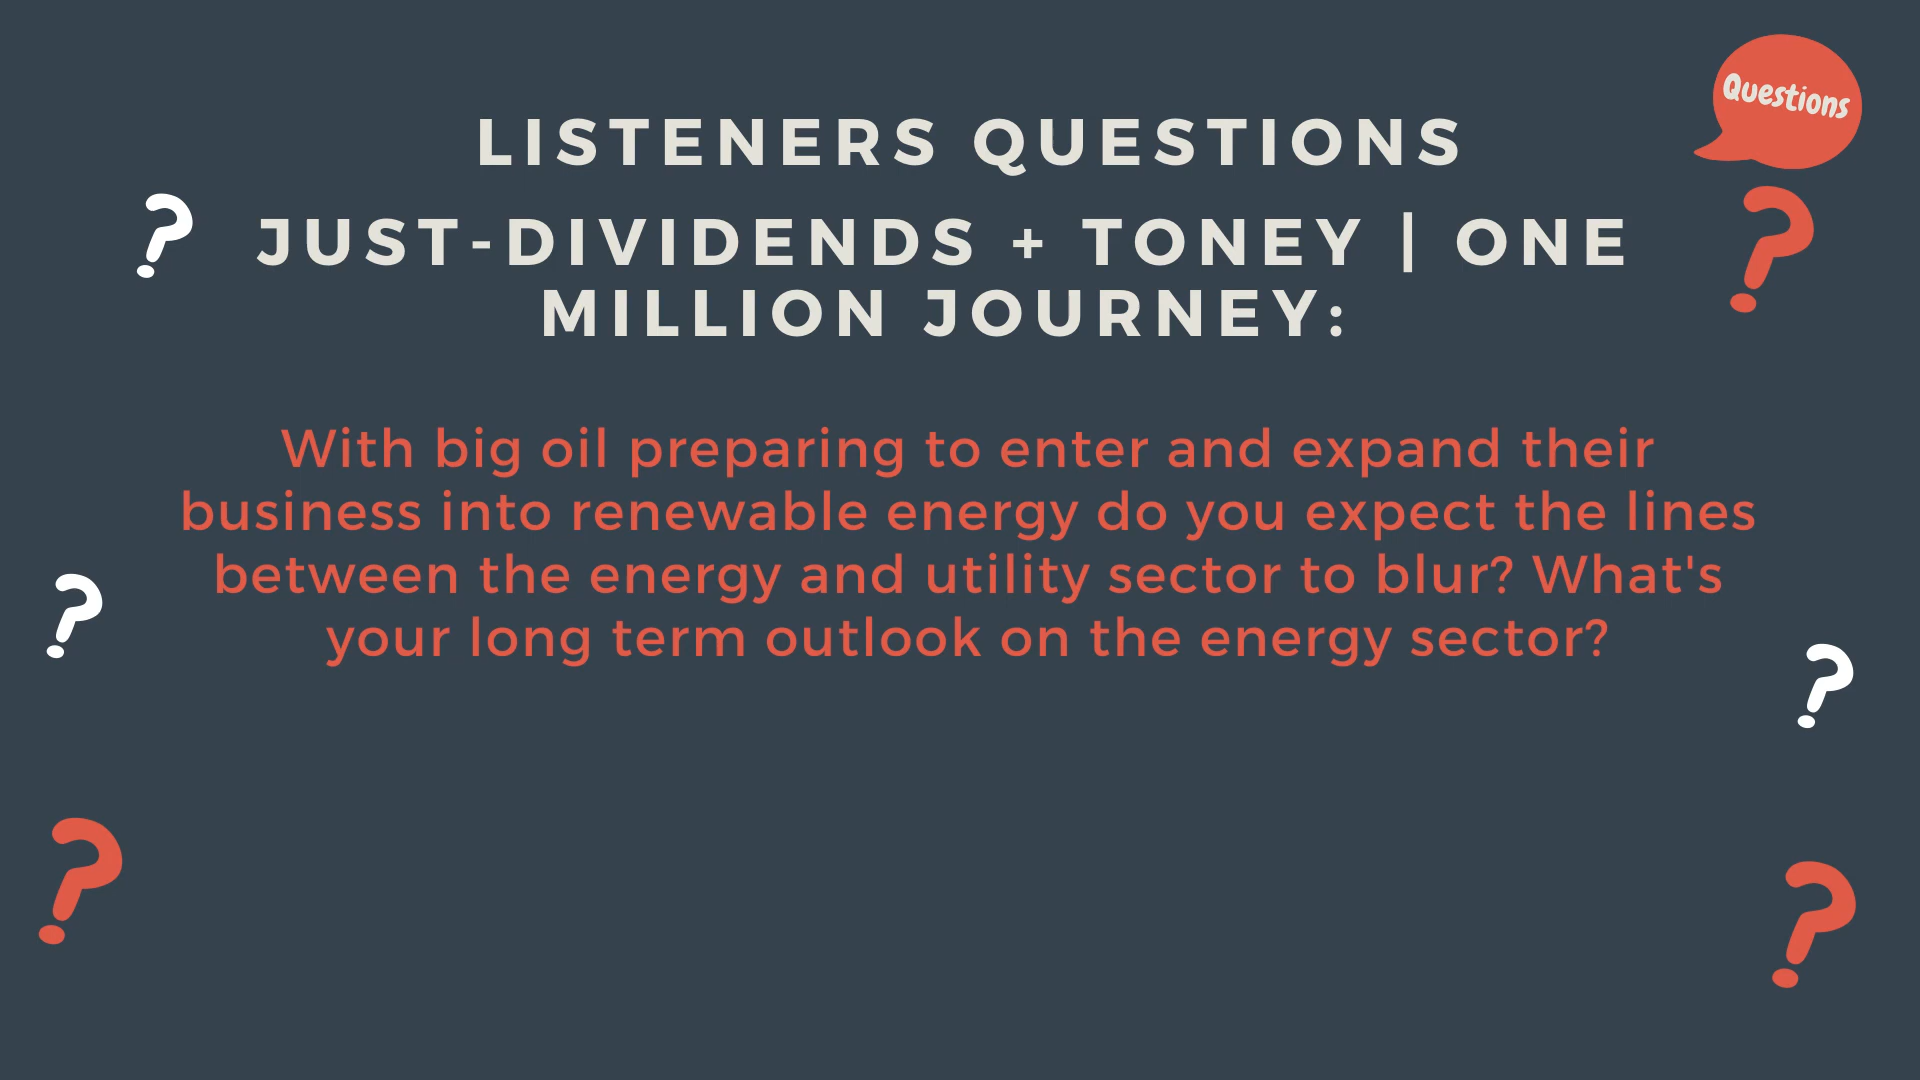 Questions
LISTENERS QUESTIONS
JUST-DIVIDENDS + TONEY | ONE
MILLION JOURNEY:
With big oil preparing to enter and expand their
business into renewable energy do you expect the lines
between the energy and utility sector to blur? What's
your long term outlook on the energy sector?